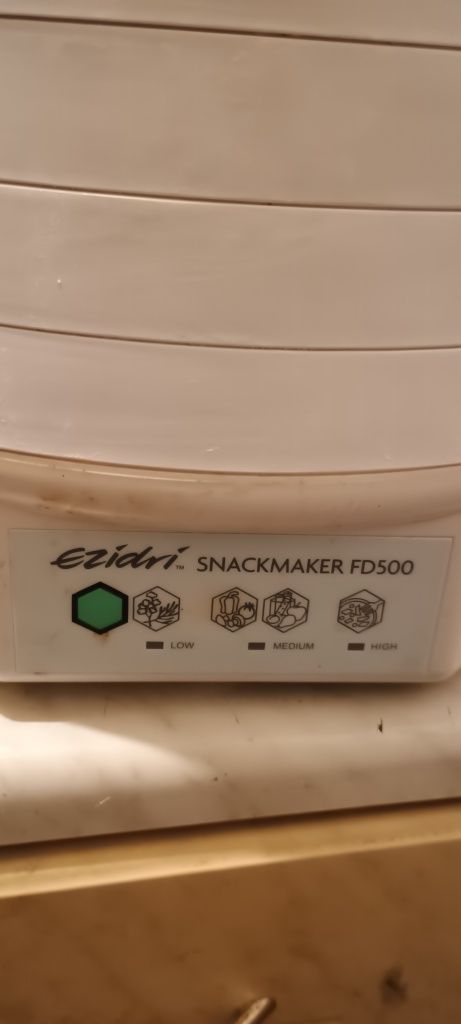 Ezidri™ SNACKMAKER FD500
LOW MEDIUM HIGH